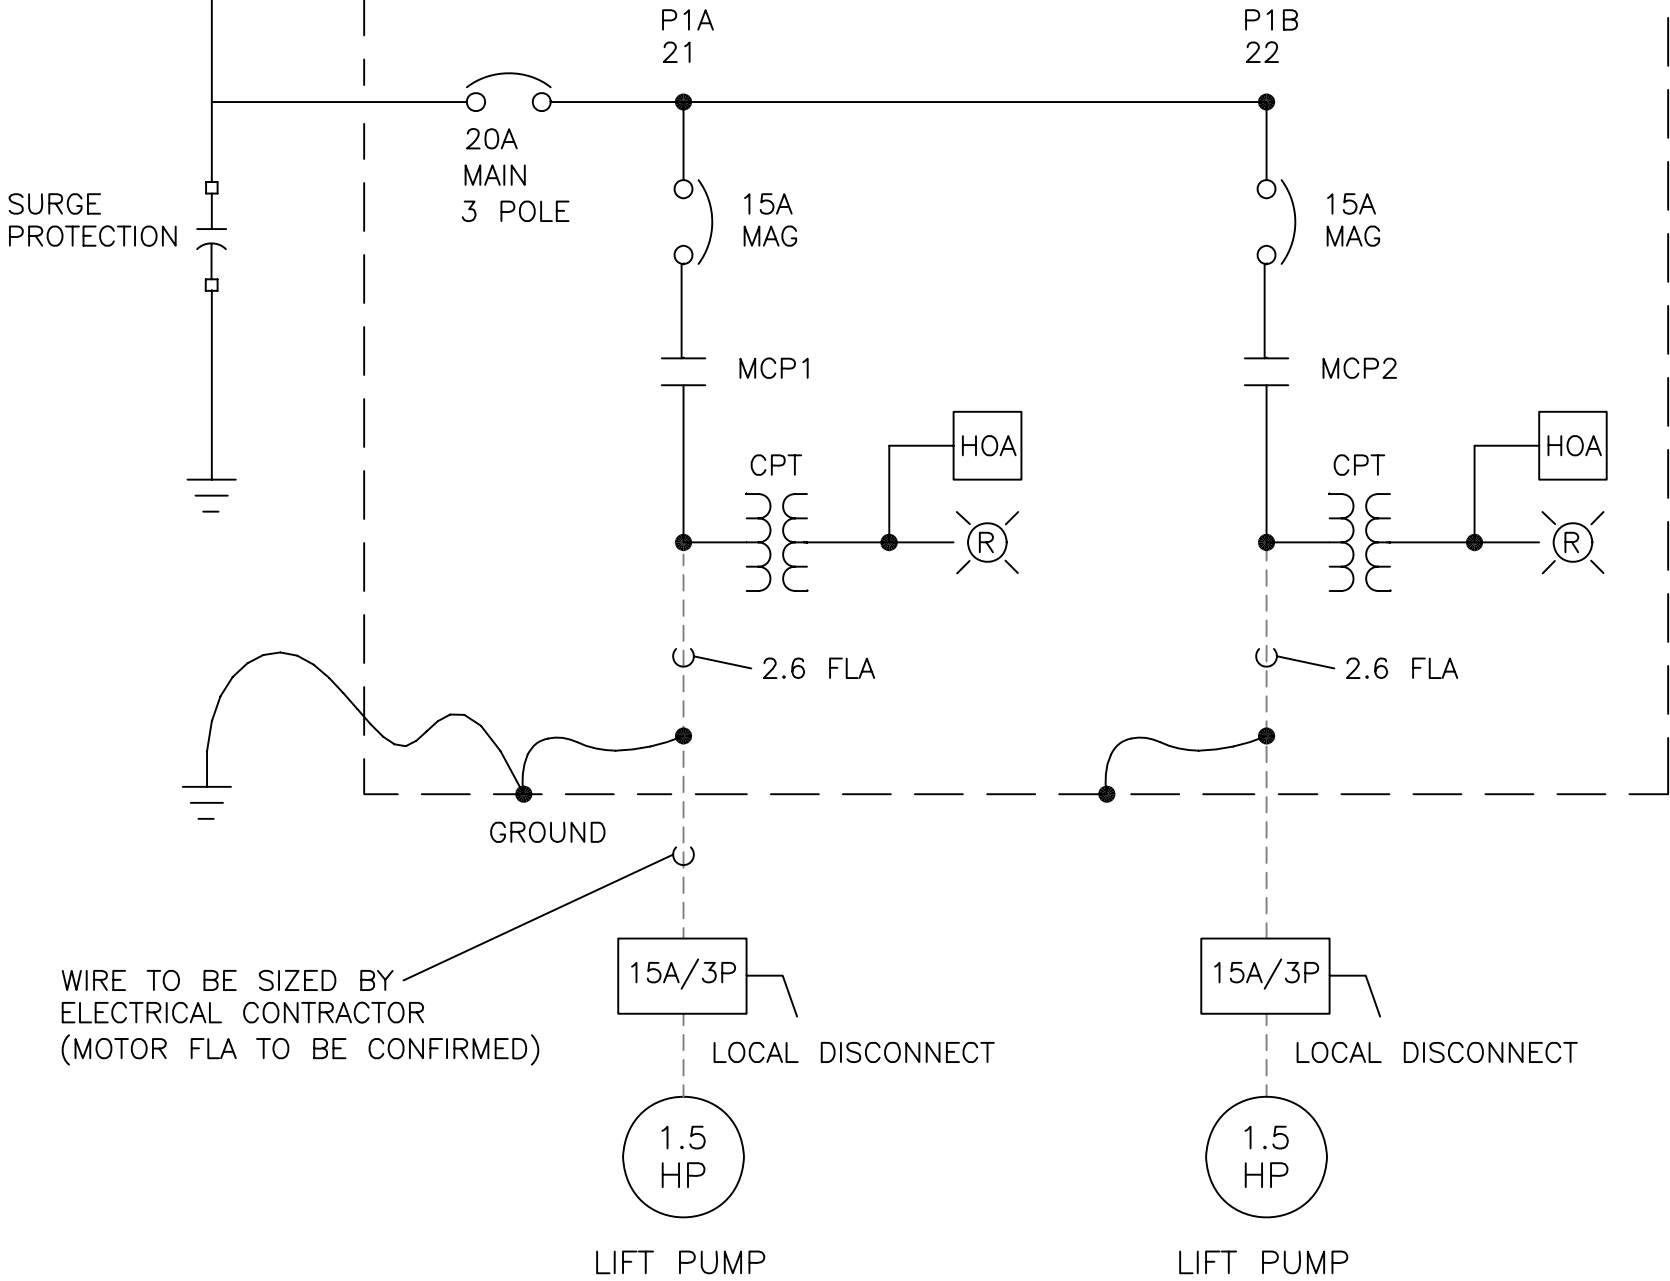 P1A
21
P1B
22
20A
MAIN
3 POLE
SURGE
PROTECTION
15A
MAG
15A
MAG
MCP1
MCP2
CPT
HOA
R
CPT
HOA
R
2.6 FLA
2.6 FLA
GROUND
WIRE TO BE SIZED BY
ELECTRICAL CONTRACTOR
(MOTOR FLA TO BE CONFIRMED)
15A/3P
LOCAL DISCONNECT
15A/3P
LOCAL DISCONNECT
1.5
HP
1.5
HP
LIFT PUMP
LIFT PUMP